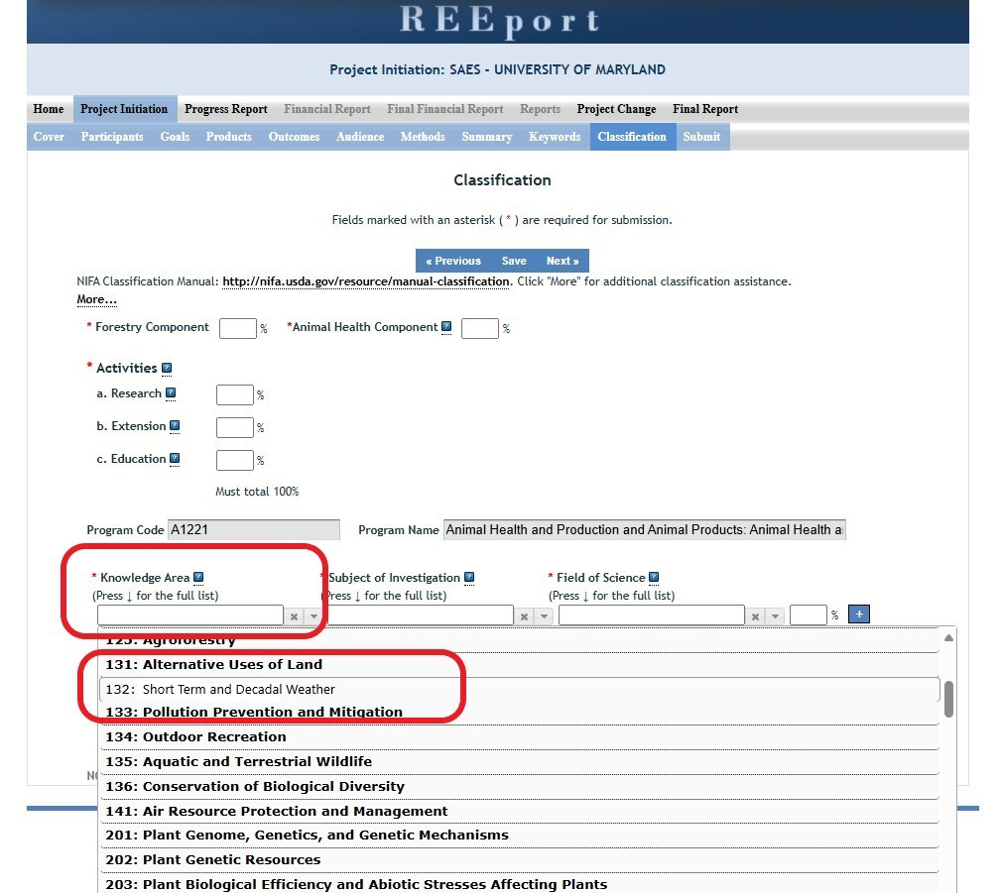 REEport
Project Initiation: SAES - UNIVERSITY OF MARYLAND
Home Project Initiation Progress Report Financial Report Final Financial Report Reports Project Change Final Report
Cover Participants Goals Products Outcomes Audience Methods Summary Keywords Classification Submit
Classification
Fields marked with an asterisk ( * ) are required for submission.
« Previous Save Next »
NIFA Classification Manual: http://nifa.usda.gov/resource/manual-classification. Click "More" for additional classification assistance.
More...
* Forestry Component % *Animal Health Component ? %
* Activities ?
a. Research ? %
b. Extension ? %
c. Education ? %
Must total 100%
Program Code A1221 Program Name Animal Health and Production and Animal Products: Animal Health a
* Knowledge Area ? * Subject of Investigation ? * Field of Science ?
(Press ↓ for the full list) (Press ↓ for the full list) (Press ↓ for the full list)
% +
125: Agroforestry
131: Alternative Uses of Land
132: Short Term and Decadal Weather
133: Pollution Prevention and Mitigation
134: Outdoor Recreation
135: Aquatic and Terrestrial Wildlife
136: Conservation of Biological Diversity
141: Air Resource Protection and Management
201: Plant Genome, Genetics, and Genetic Mechanisms
202: Plant Genetic Resources
203: Plant Biological Efficiency and Abiotic Stresses Affecting Plants